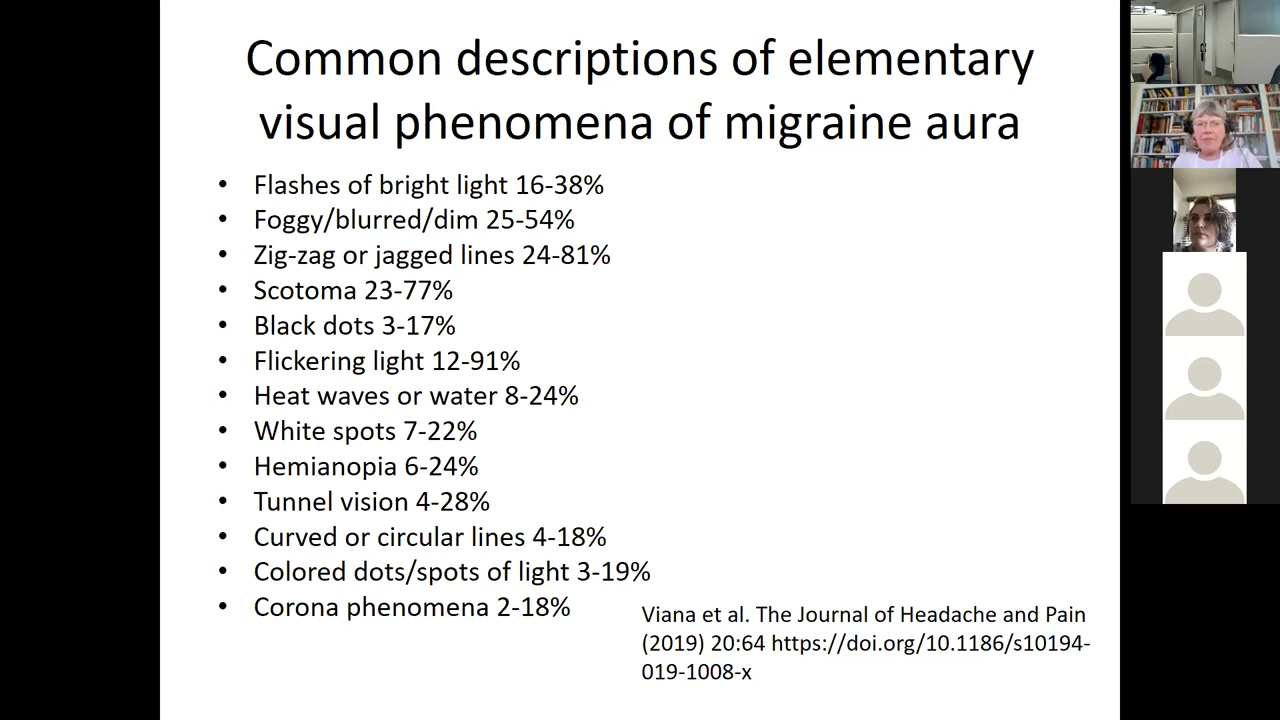 Common descriptions of elementary
visual phenomena of migraine aura
• Flashes of bright light 16-38%
• Foggy/blurred/dim 25-54%
• Zig-zag or jagged lines 24-81%
• Scotoma 23-77%
• Black dots 3-17%
• Flickering light 12-91%
• Heat waves or water 8-24%
• White spots 7-22%
• Hemianopia 6-24%
• Tunnel vision 4-28%
• Curved or circular lines 4-18%
• Colored dots/spots of light 3-19%
• Corona phenomena 2-18%
Viana et al. The Journal of Headache and Pain
(2019) 20:64 https://doi.org/10.1186/s10194-
019-1008-x